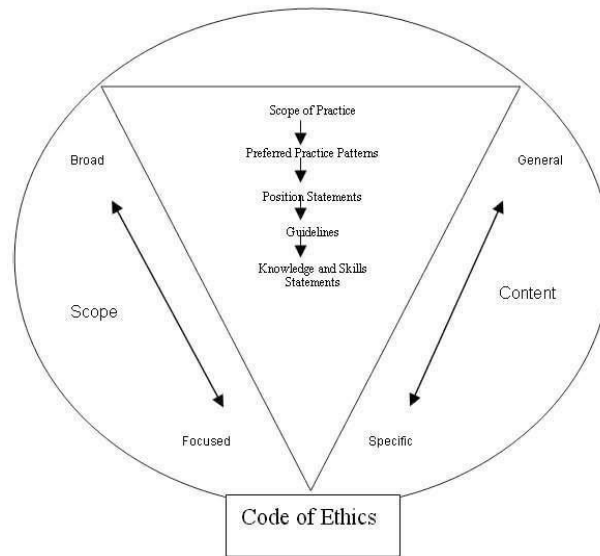 Scope of Practice
Preferred Practice Patterns
Position Statements
Guidelines
Knowledge and Skills
Statements
Broad
Scope
Focused
General
Content
Specific
Code of Ethics